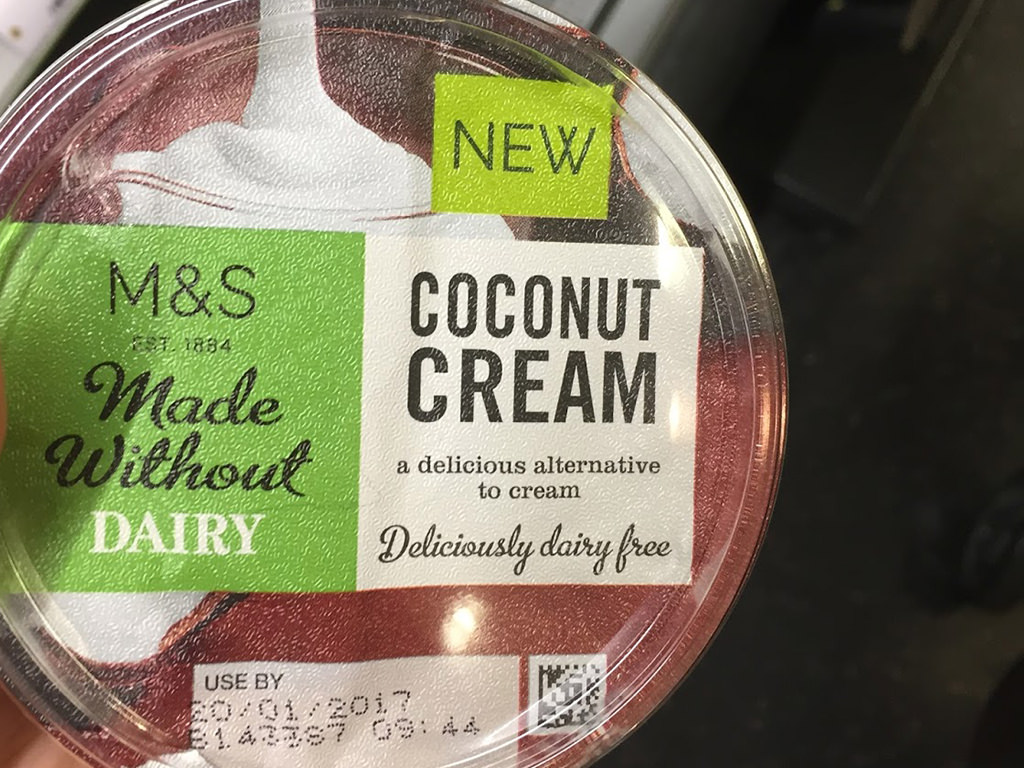 NEW
M&S
EST. 1884
Made
Without
DAIRY
COCONUT
CREAM
a delicious alternative
to cream
Deliciously dairy free
USE BY
20/01/2017
09:44